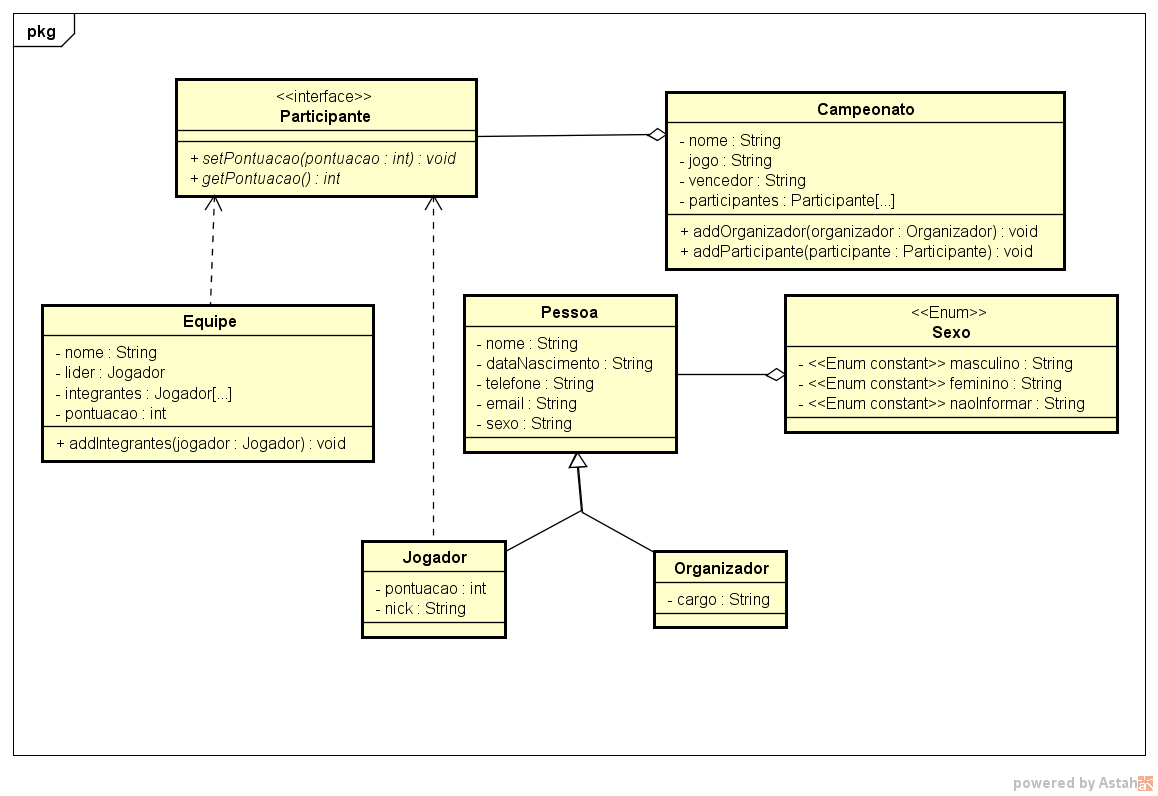 pkg
<<interface>>
Participante
+ setPontuacao(pontuacao : int) : void
+ getPontuacao() : int
Campeonato
- nome : String
- jogo : String
- vencedor : String
- participantes : Participante[...]
+ addOrganizador(organizador : Organizador) : void
+ addParticipante(participante : Participante) : void
Equipe
- nome : String
- lider : Jogador
- integrantes : Jogador[...]
- pontuacao : int
+ addIntegrantes(jogador : Jogador) : void
Pessoa
- nome : String
- dataNascimento : String
- telefone : String
- email : String
- sexo : String
<<Enum>>
Sexo
- <<Enum constant>> masculino : String
- <<Enum constant>> feminino : String
- <<Enum constant>> naoInformar : String
Jogador
- pontuacao : int
- nick : String
Organizador
- cargo : String
powered by Astah